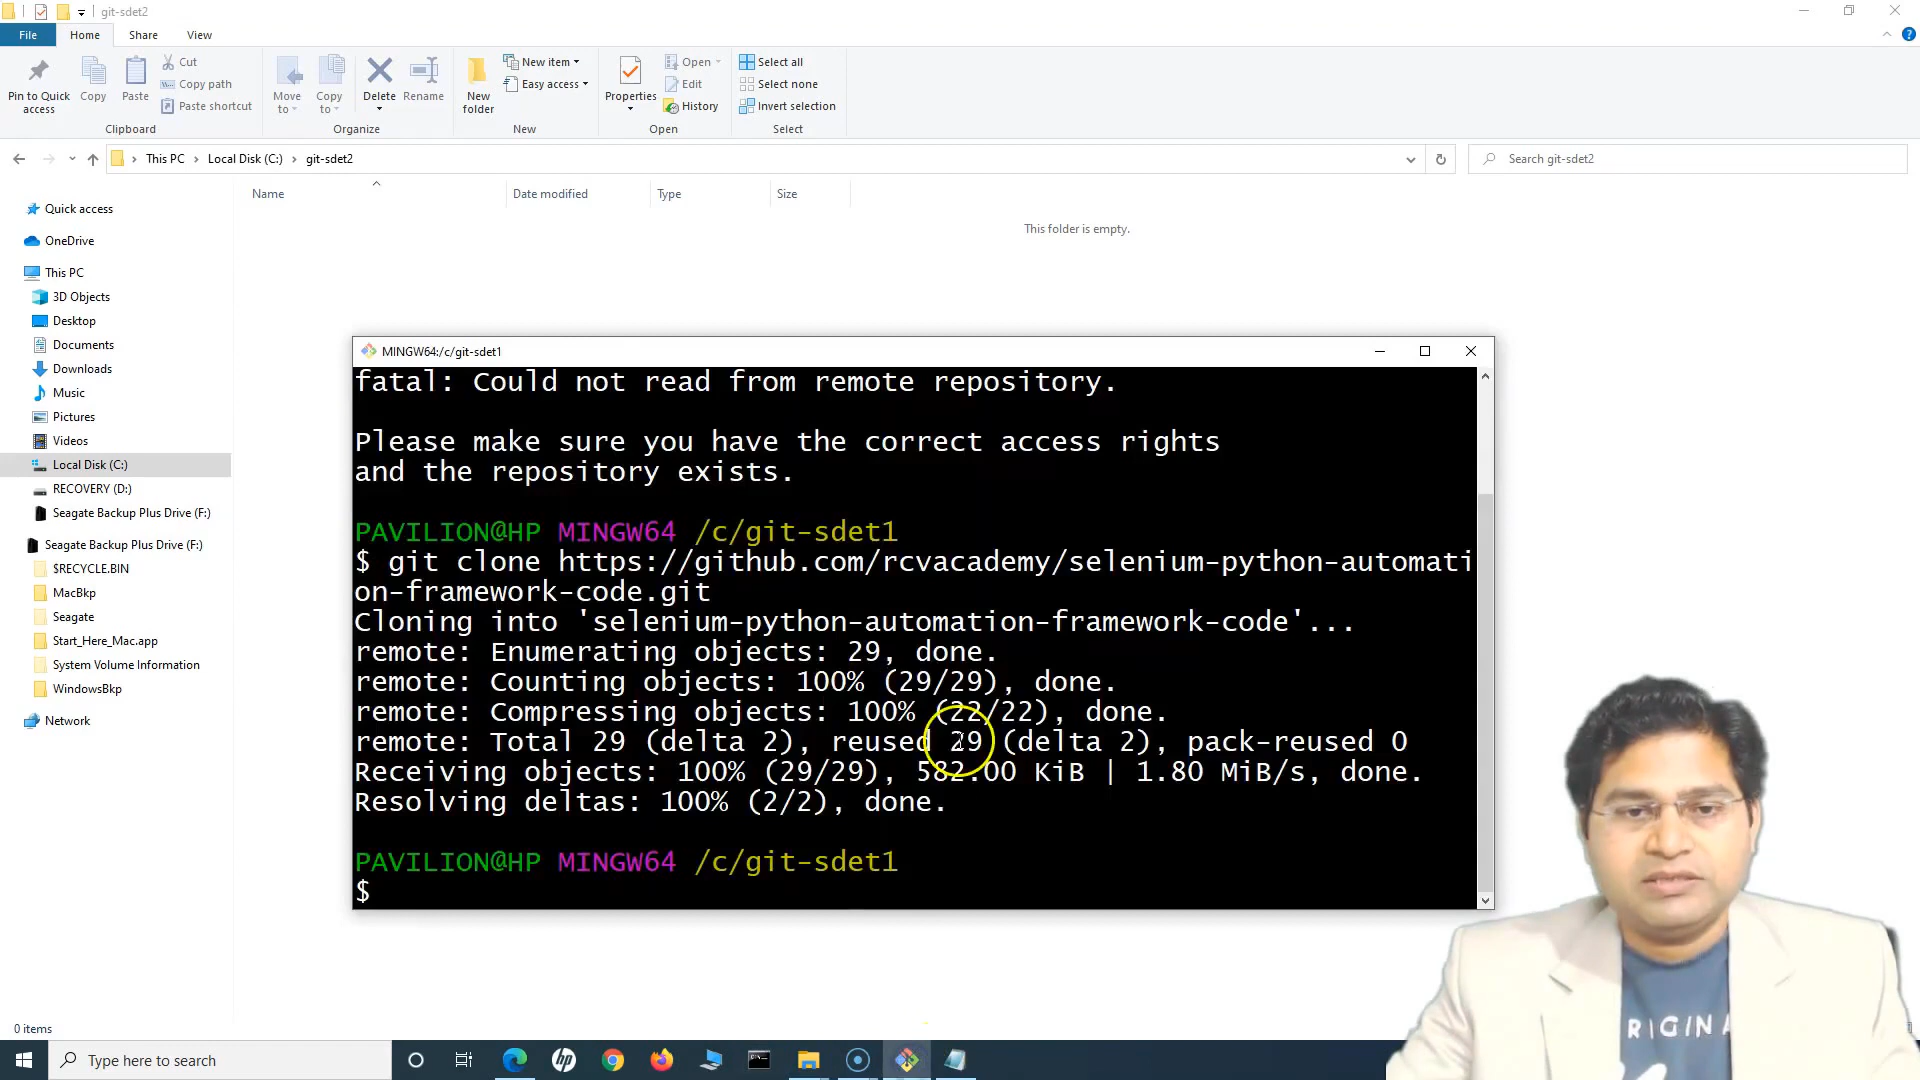 git-sdet2
File Home Share View
Pin to Quick access
Copy
Paste
Cut
Copy path
Paste shortcut
Clipboard
Move to
Copy to
Delete
Rename
Organize
New folder
New item
Easy access
New
Properties
Open
Edit
History
Open
Select all
Select none
Invert selection
Select
This PC Local Disk (C:) git-sdet2
Search git-sdet2
Name Date modified Type Size
This folder is empty.
Quick access
OneDrive
This PC
3D Objects
Desktop
Documents
Downloads
Music
Pictures
Videos
Local Disk (C:)
RECOVERY (D:)
Seagate Backup Plus Drive (F:)
Seagate Backup Plus Drive (F:)
$RECYCLE.BIN
MacBkp
Seagate
Start_Here_Mac.app
System Volume Information
WindowsBkp
Network
MINGW64:/c/git-sdet1
fatal: Could not read from remote repository.
Please make sure you have the correct access rights
and the repository exists.
PAVILION@HP MINGW64 /c/git-sdet1
$ git clone https://github.com/rcvacademy/selenium-python-automati
on-framework-code.git
Cloning into 'selenium-python-automation-framework-code'...
remote: Enumerating objects: 29, done.
remote: Counting objects: 100% (29/29), done.
remote: Compressing objects: 100% (22/22), done.
remote: Total 29 (delta 2), reused 29 (delta 2), pack-reused 0
Receiving objects: 100% (29/29), 582.00 KiB | 1.80 MiB/s, done.
Resolving deltas: 100% (2/2), done.
PAVILION@HP MINGW64 /c/git-sdet1
$
0 items
RIGINA
Type here to search
hp